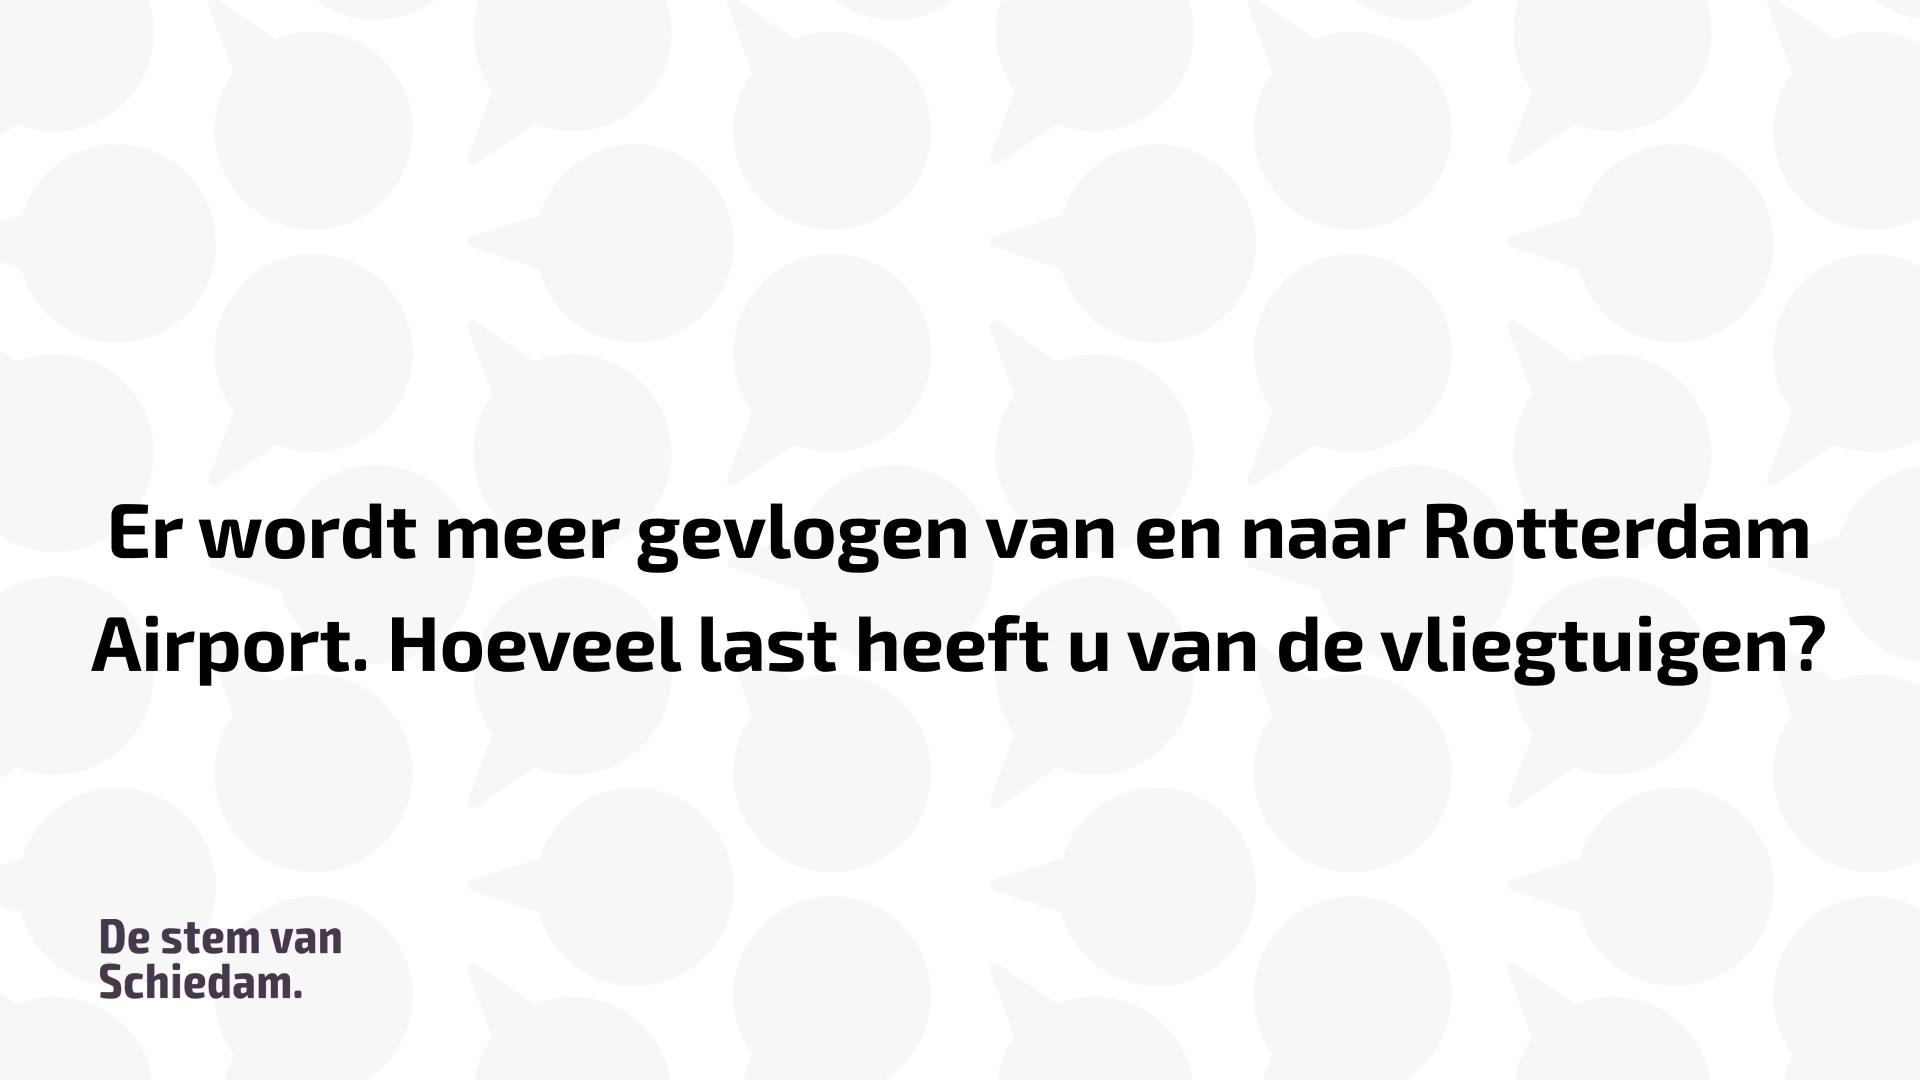 Er wordt meer gevlogen van en naar Rotterdam
Airport. Hoeveel last heeft u van de vliegtuigen?
De stem van
Schiedam.